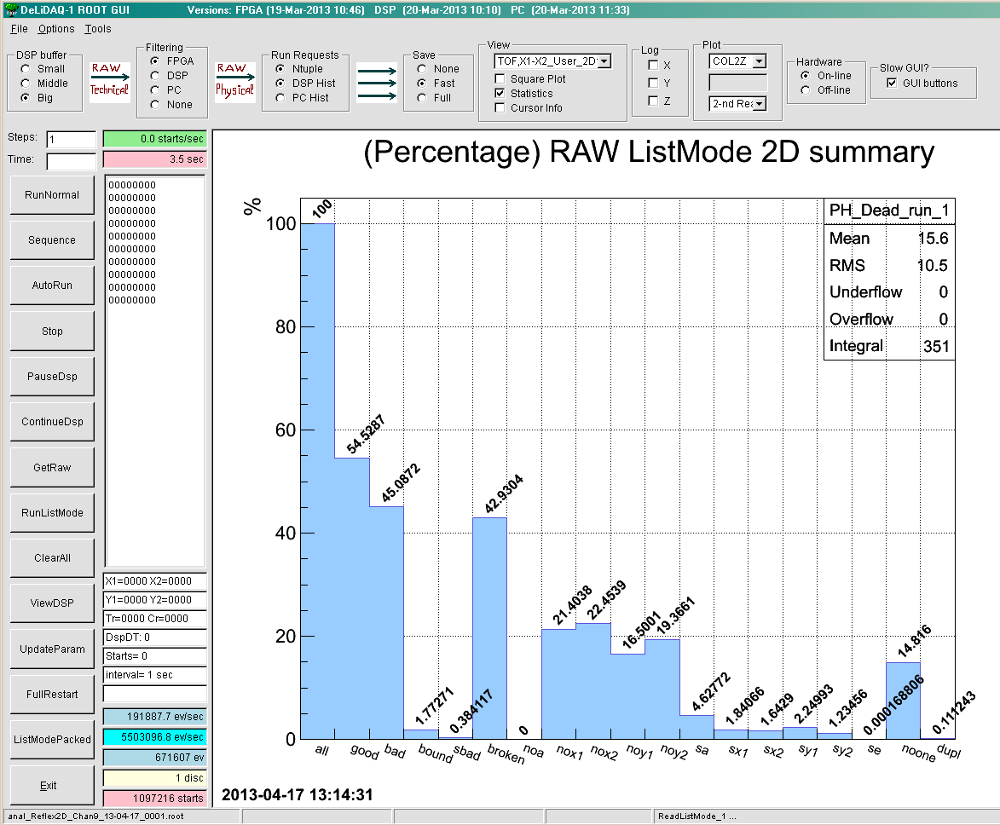 DeLiDAQ-1 ROOT GUI Versions: FPGA (19-Mar-2013 10:46) DSP (20-Mar-2013 10:10) PC (20-Mar-2013 11:33)
File Options Tools
DSP buffer
Small
Middle
Big
RAW
Technical
Filtering
FPGA
DSP
PC
None
RAW
Physical
Run Requests
Ntuple
DSP Hist
PC Hist
Save
None
Fast
Full
View
TOF,X1-X2_User_2D
Square Plot
Statistics
Cursor Info
Log
X
Y
Z
Plot
COL2Z
2-nd Rea
Hardware
On-line
Off-line
Slow GUI?
GUI buttons
Steps: 1
Time:
0.0 starts/sec
3.5 sec
RunNormal
Sequence
AutoRun
Stop
PauseDsp
ContinueDsp
GetRaw
RunListMode
ClearAll
ViewDSP
UpdateParam
FullRestart
ListModePacked
Exit
00000000
00000000
00000000
00000000
00000000
00000000
00000000
00000000
00000000
00000000
X1=0000 X2=0000
Y1=0000 Y2=0000
Tr=0000 Cr=0000
DspDT: 0
Starts= 0
interval= 1 sec
191887.7 ev/sec
5503096.8 ev/sec
671607 ev
1 disc
1097216 starts
(Percentage) RAW ListMode 2D summary
%
100
80
60
40
20
0
100
54.5287
45.0872
1.77271
0.384117
42.9304
0
21.4038
22.4539
16.5001
19.3661
4.62772
1.84066
1.6429
2.24993
1.23456
0.000168806
14.816
0.111243
all good bad bound sbad broken noa nox1 nox2 noy1 noy2 sa sx1 sx2 sy1 sy2 se noone dupl
PH_Dead_run_1
Mean 15.6
RMS 10.5
Underflow 0
Overflow 0
Integral 351
2013-04-17 13:14:31
anal_Reflex2D_Chan9_13-04-17_0001.root
ReadListMode_1 ...